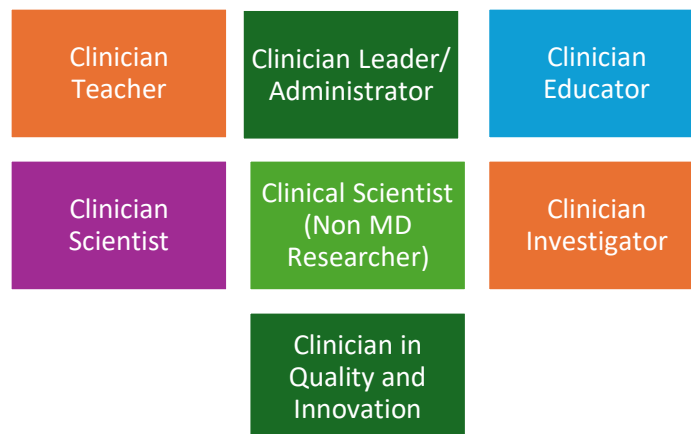 Clinician
Teacher
Clinician Leader/
Administrator
Clinician
Educator
Clinician
Scientist
Clinical Scientist
(Non MD
Researcher)
Clinician
Investigator
Clinician in
Quality and
Innovation